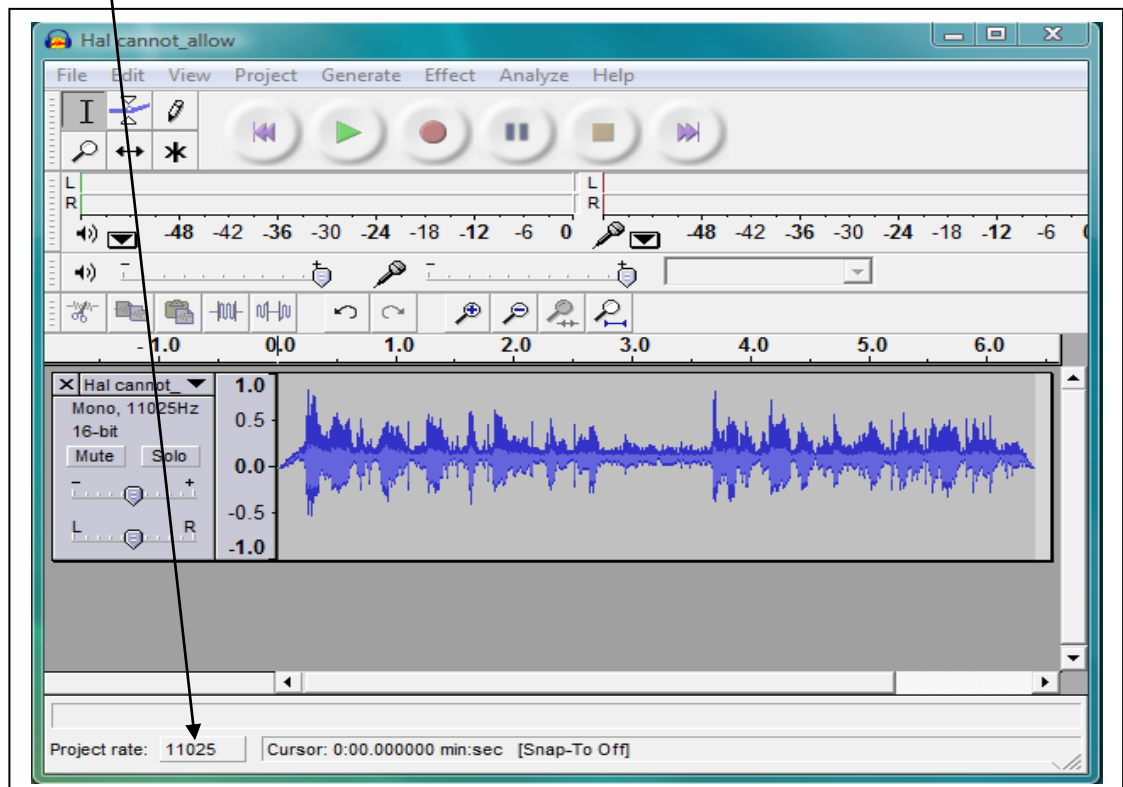 Hal cannot_allow
File Edit View Project Generate Effect Analyze Help
L
R
L
R
-48 -42 -36 -30 -24 -18 -12 -6 0
-48 -42 -36 -30 -24 -18 -12 -6
- 1.0 0.0 1.0 2.0 3.0 4.0 5.0 6.0
X Hal cannot_
Mono, 11025Hz
16-bit
Mute Solo
- +
L R
1.0
0.5
0.0
-0.5
-1.0
Project rate: 11025 Cursor: 0:00.000000 min:sec [Snap-To Off]